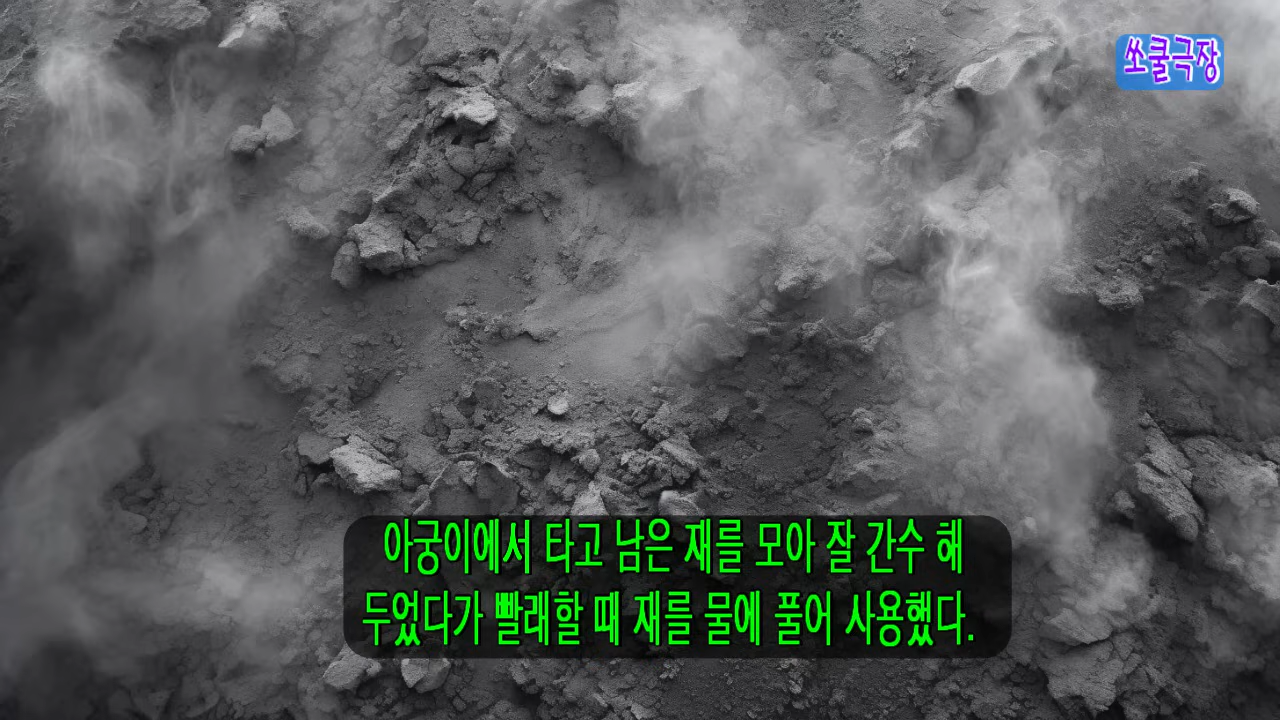 쏘쿨극장
아궁이에서 타고 남은 재를 모아 잘 간수 해
두었다가 빨래할 때 재를 물에 풀어 사용했다.